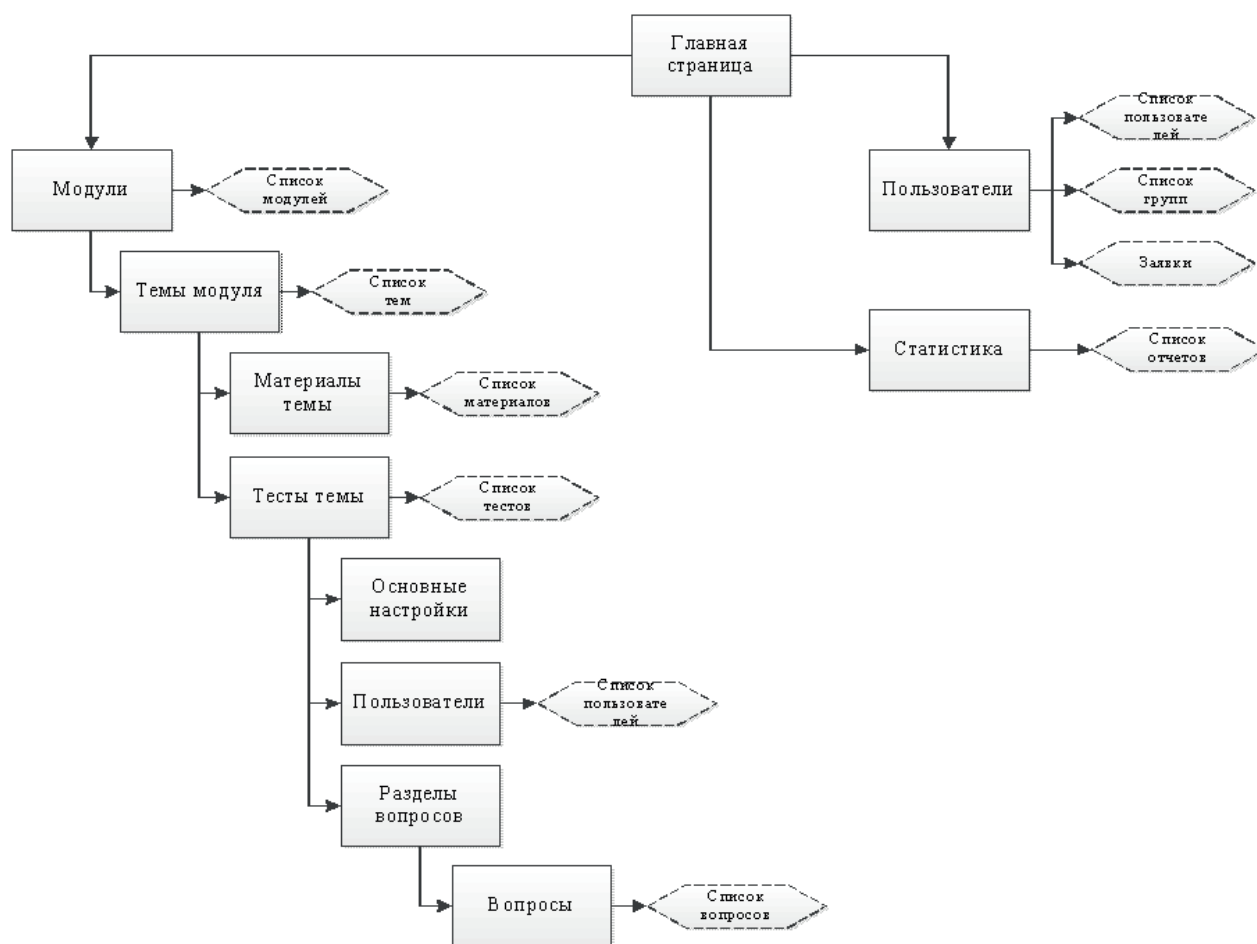 Главная
страница
Список
пользовате
лей
Модули
Список
модулей
Пользователи
Список
групп
Заявки
Темы модуля
Список
тем
Статистика
Список
отчетов
Материалы
темы
Список
материалов
Тесты темы
Список
тестов
Основные
настройки
Пользователи
Список
пользовате
лей
Разделы
вопросов
Вопросы
Список
вопросов